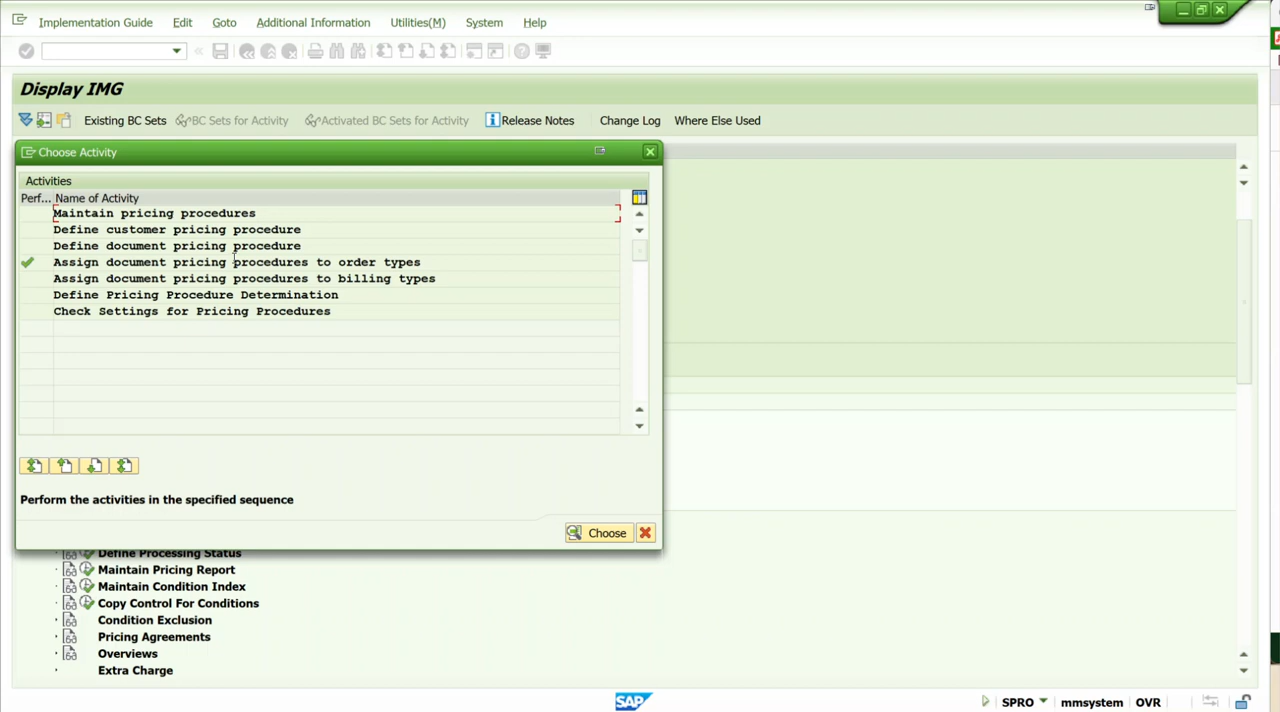 Implementation Guide Edit Goto Additional Information Utilities(M) System Help
Display IMG
Existing BC Sets BC Sets for Activity Activated BC Sets for Activity Release Notes Change Log Where Else Used
Choose Activity
Activities
Perf... Name of Activity
Maintain pricing procedures
Define customer pricing procedure
Define document pricing procedure
Assign document pricing procedures to order types
Assign document pricing procedures to billing types
Define Pricing Procedure Determination
Check Settings for Pricing Procedures
Perform the activities in the specified sequence
Choose
Define Processing Status
Maintain Pricing Report
Maintain Condition Index
Copy Control For Conditions
Condition Exclusion
Pricing Agreements
Overviews
Extra Charge
SAP SPRO mmsystem OVR